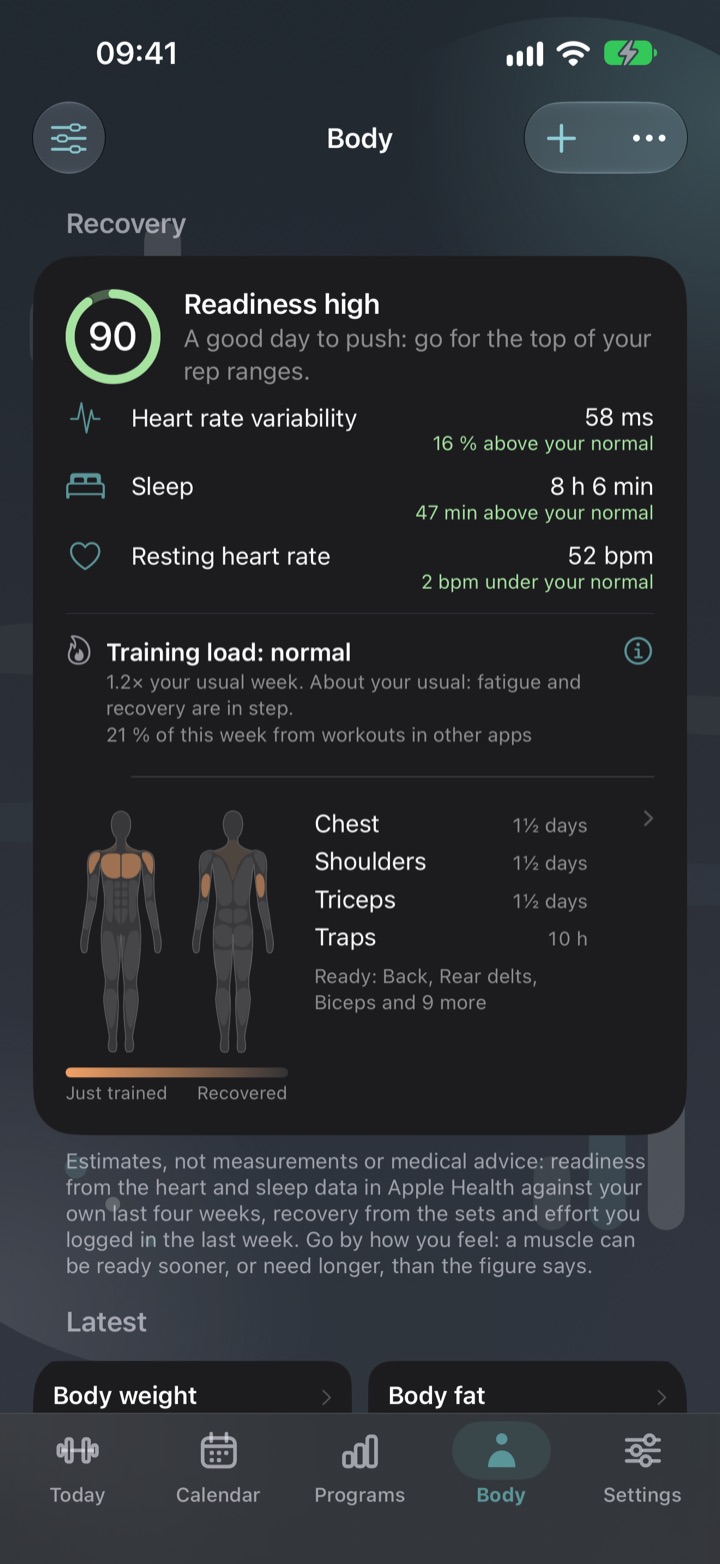 09:41
Body
Recovery
90
Readiness high
A good day to push: go for the top of your
rep ranges.
Heart rate variability
58 ms
16 % above your normal
Sleep
8 h 6 min
47 min above your normal
Resting heart rate
52 bpm
2 bpm under your normal
Training load: normal
1.2× your usual week. About your usual: fatigue and
recovery are in step.
21 % of this week from workouts in other apps
Chest 1½ days
Shoulders 1½ days
Triceps 1½ days
Traps 10 h
Ready: Back, Rear delts,
Biceps and 9 more
Just trained Recovered
Estimates, not measurements or medical advice: readiness
from the heart and sleep data in Apple Health against your
own last four weeks, recovery from the sets and effort you
logged in the last week. Go by how you feel: a muscle can
be ready sooner, or need longer, than the figure says.
Latest
Body weight Body fat
Today Calendar Programs Body Settings